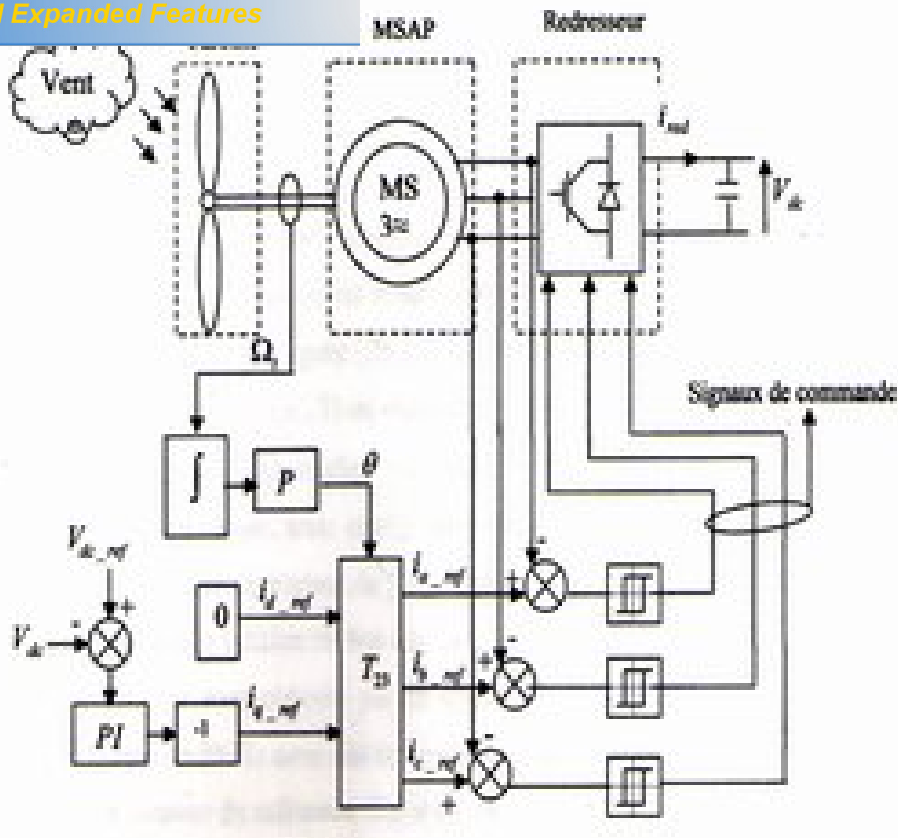 Expanded Features
MSAP
Redresseur
Vent
MS
3≈
i_red
V_dc
Ω_t
Signaux de commande
∫
P
θ
V_dc_ref
+
-
V_dc
0
i_d_ref
T_23
i_a_ref
+
-
i_b_ref
+
-
PI
-1
i_q_ref
i_c_ref
+
-